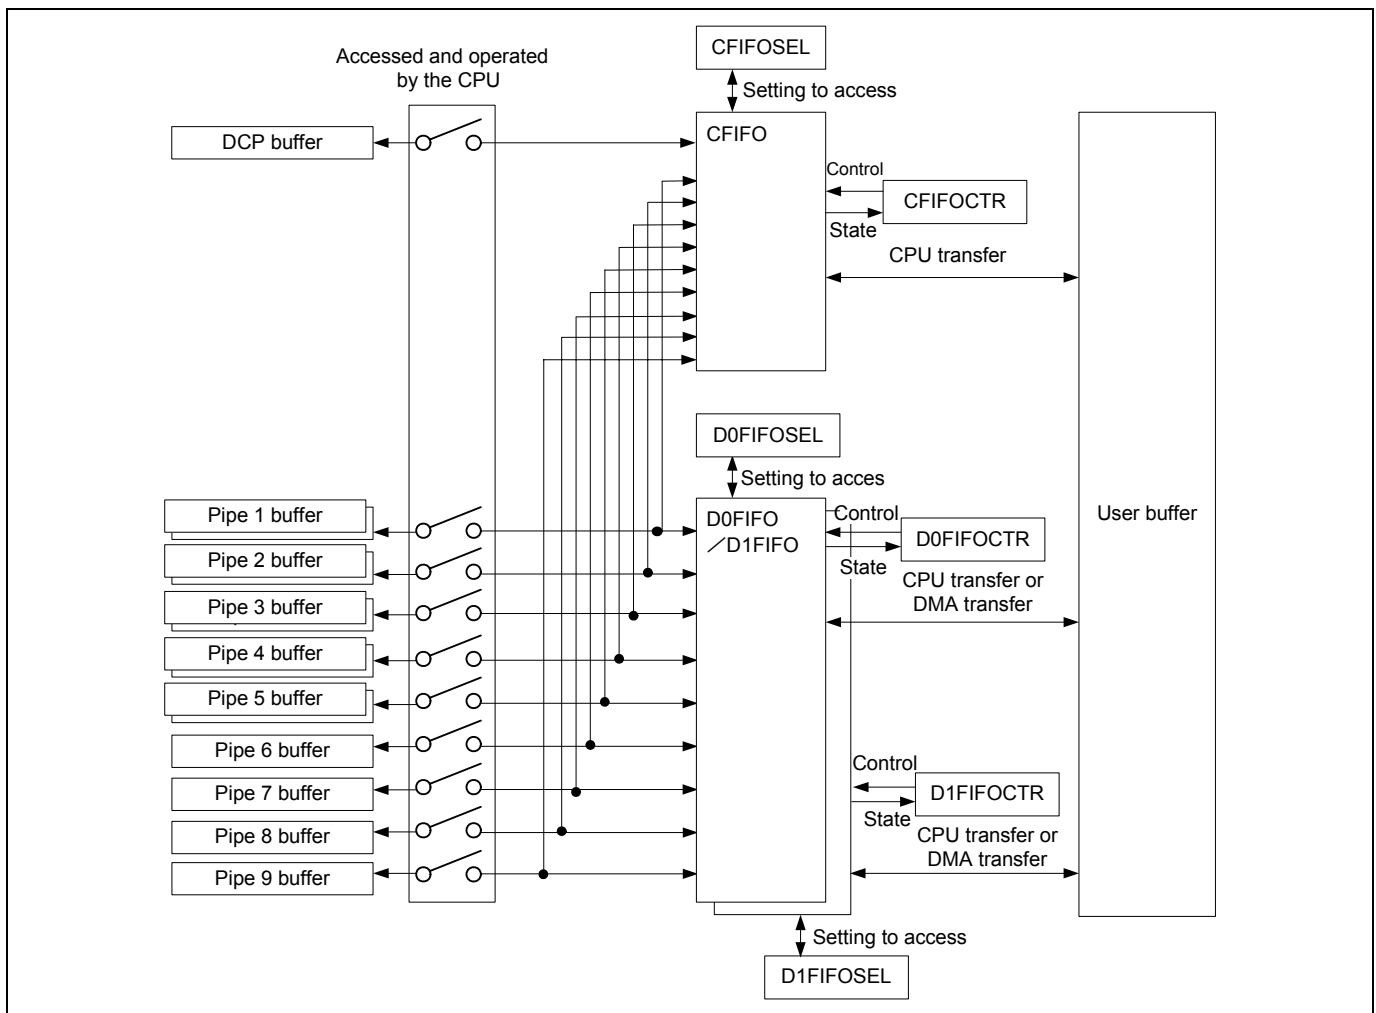 CFIFOSEL
Accessed and operated
by the CPU
Setting to access
DCP buffer
CFIFO
Control
CFIFOCTR
State
CPU transfer
D0FIFOSEL
Setting to acces
Pipe 1 buffer
D0FIFO
／D1FIFO
Control
D0FIFOCTR
State
User buffer
Pipe 2 buffer
CPU transfer or
DMA transfer
Pipe 3 buffer
Pipe 4 buffer
Pipe 5 buffer
Pipe 6 buffer
Control
D1FIFOCTR
State
Pipe 7 buffer
CPU transfer or
DMA transfer
Pipe 8 buffer
Pipe 9 buffer
Setting to access
D1FIFOSEL